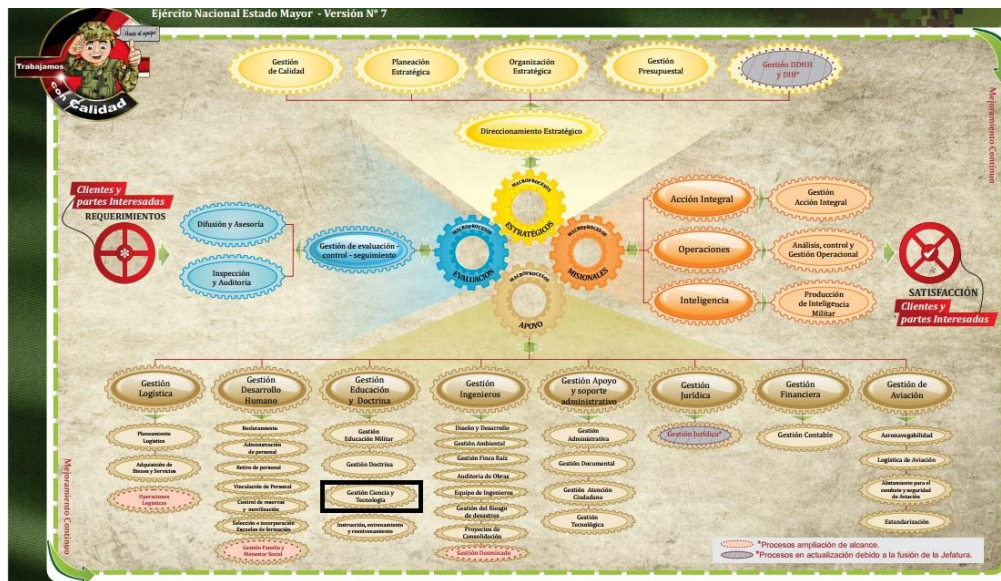 Ejército Nacional Estado Mayor - Versión Nº 7
¡Hacia el equipo!
Trabajamos
con Calidad
Mejoramiento Continuo
Gestión
de Calidad
Planeación
Estratégica
Organización
Estratégica
Gestión
Presupuestal
Gestión DDHH
y DIH*
Direccionamiento Estratégico
MACROPROCESOS
ESTRATÉGICOS
MACROPROCESOS
EVALUACIÓN
MACROPROCESOS
MISIONALES
MACROPROCESOS
APOYO
Clientes y
partes Interesadas
REQUERIMIENTOS
Difusión y Asesoría
Inspección
y Auditoria
Gestión de evaluación -
control - seguimiento
Acción Integral
Gestión
Acción Integral
Operaciones
Análisis, control y
Gestión Operacional
Inteligencia
Producción
de Inteligencia
Militar
SATISFACCIÓN
Clientes y
partes Interesadas
Gestión
Logística
Planeamiento
Logístico
Adquisición de
Bienes y Servicios
Operaciones
Logísticas
Gestión
Desarrollo
Humano
Reclutamiento
Administración
de personal
Retiro de personal
Vinculación de Personal
Control de reservas
y movilización
Selección e incorporación
Escuelas de formación
Gestión Familia y
Bienestar Social
Gestión
Educación
y Doctrina
Gestión
Educación Militar
Gestión Doctrina
Gestión Ciencia y
Tecnología
Instrucción, entrenamiento
y reentrenamiento
Gestión
Ingenieros
Diseño y Desarrollo
Gestión Ambiental
Gestión Finca Raíz
Auditoria de Obras
Equipo de Ingenieros
Gestión del Riesgo
de desastres
Proyectos de
Consolidación
Gestión Desminado
Gestión Apoyo
y soporte
administrativo
Gestión
Administrativa
Gestión Documental
Gestión Atención
Ciudadana
Gestión
Tecnológica
Gestión
Jurídica
Gestión Jurídica*
Gestión
Financiera
Gestión Contable
Gestión de
Aviación
Aeronavegabilidad
Logística de Aviación
Alistamiento para el
combate y seguridad
de Aviación
Estandarización
Mejoramiento Continuo
*Procesos ampliación de alcance.
*Procesos en actualización debido a la fusión de la Jefatura.